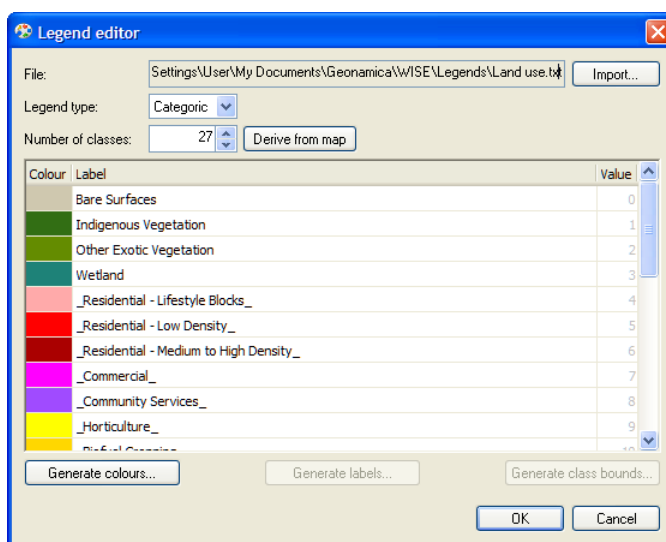 Legend editor
File: Settings\User\My Documents\Geonamica\WISE\Legends\Land use.txt Import...
Legend type: Categoric
Number of classes: 27 Derive from map
Colour Label Value
Bare Surfaces 0
Indigenous Vegetation 1
Other Exotic Vegetation 2
Wetland 3
_Residential - Lifestyle Blocks_ 4
_Residential - Low Density_ 5
_Residential - Medium to High Density_ 6
_Commercial_ 7
_Community Services_ 8
_Horticulture_ 9
Generate colours... Generate labels... Generate class bounds...
OK Cancel